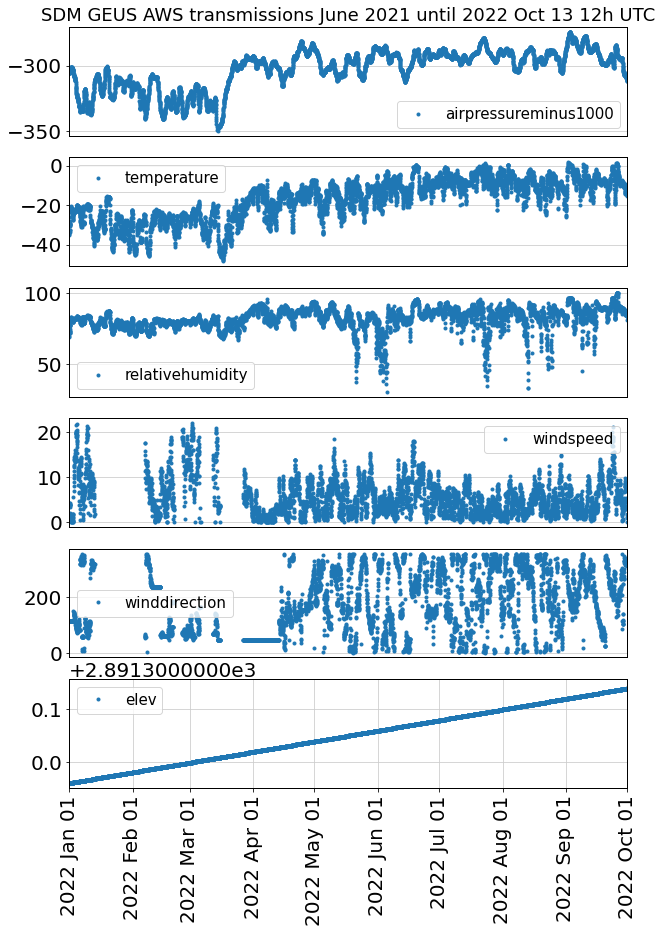 SDM GEUS AWS transmissions June 2021 until 2022 Oct 13 12h UTC
−300
−350
airpressureminus1000
0
−20
−40
temperature
100
50
relativehumidity
20
10
0
windspeed
200
0
winddirection
+2.8913000000e3
0.1
0.0
elev
2022 Jan 01
2022 Feb 01
2022 Mar 01
2022 Apr 01
2022 May 01
2022 Jun 01
2022 Jul 01
2022 Aug 01
2022 Sep 01
2022 Oct 01